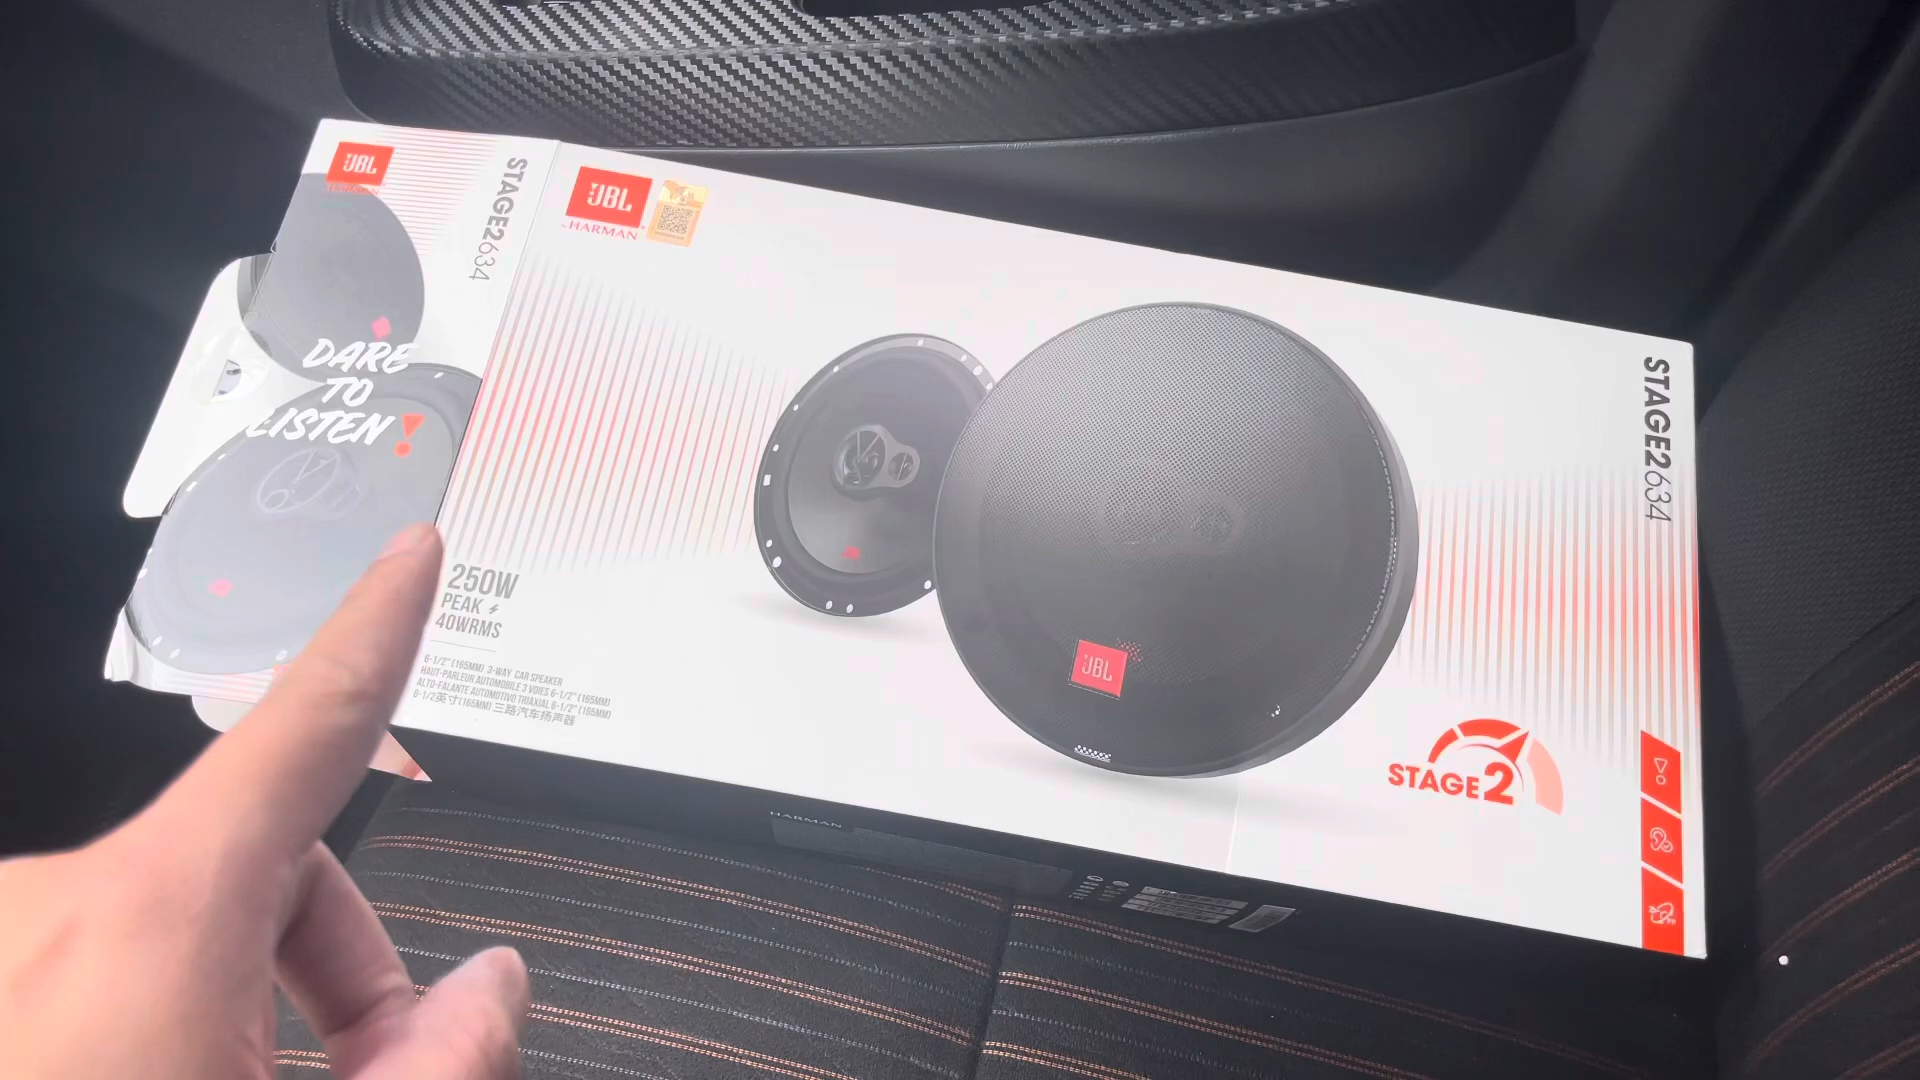 JBL
STAGE2634
DARE
TO
LISTEN!
JBL
by HARMAN
250W
PEAK
40WRMS
6-1/2" (165MM) 3-WAY CAR SPEAKER
HAUT-PARLEUR AUTOMOBILE 3 VOIES 6-1/2" (165MM)
ALTO-FALANTE AUTOMOTIVO TRIAXIAL 6-1/2" (165MM)
6-1/2英寸(165MM) 三路汽车扬声器
JBL
STAGE2634
STAGE2
HARMAN